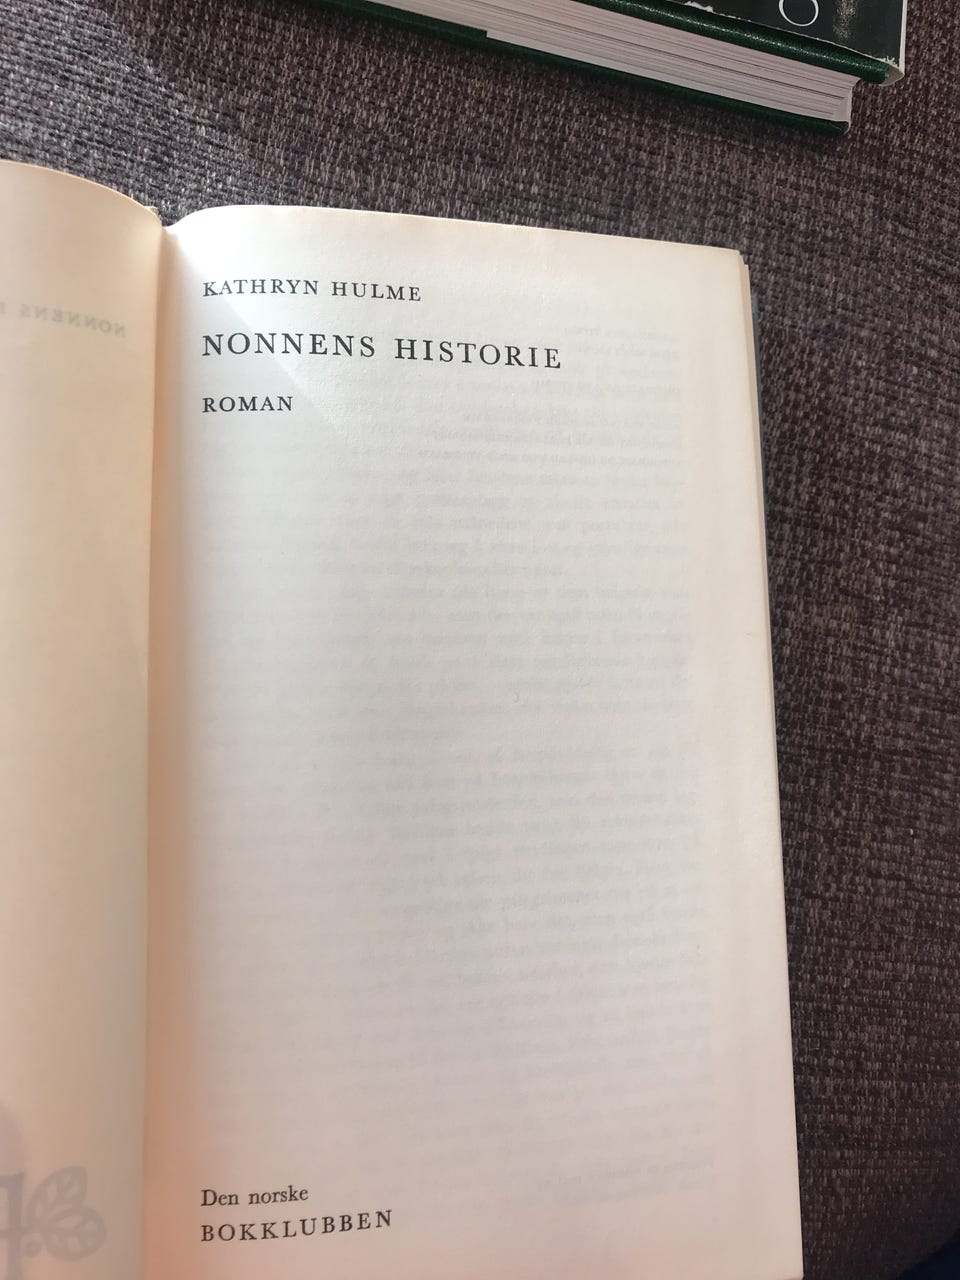 KATHRYN HULME
NONNENS HISTORIE
ROMAN
Den norske
BOKKLUBBEN